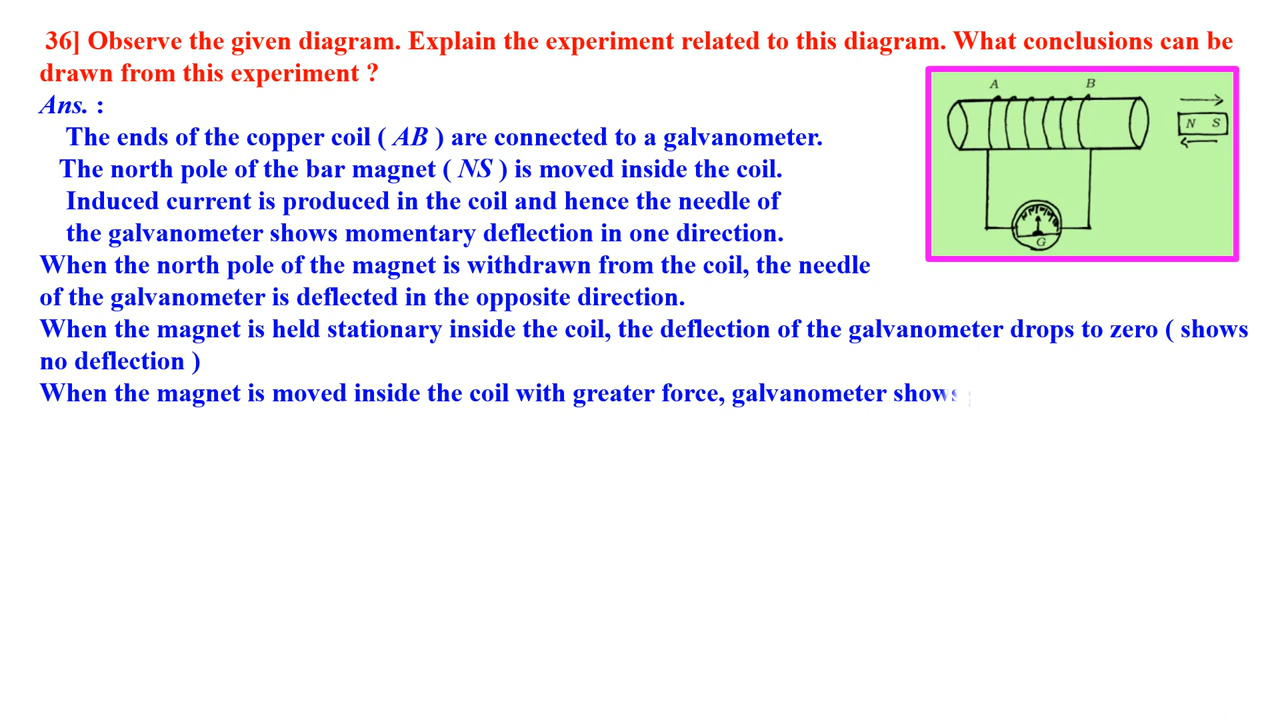 36] Observe the given diagram. Explain the experiment related to this diagram. What conclusions can be
drawn from this experiment ?
Ans. :
The ends of the copper coil ( AB ) are connected to a galvanometer.
The north pole of the bar magnet ( NS ) is moved inside the coil.
Induced current is produced in the coil and hence the needle of
the galvanometer shows momentary deflection in one direction.
When the north pole of the magnet is withdrawn from the coil, the needle
of the galvanometer is deflected in the opposite direction.
When the magnet is held stationary inside the coil, the deflection of the galvanometer drops to zero ( shows
no deflection )
When the magnet is moved inside the coil with greater force, galvanometer shows
A B
N S
G